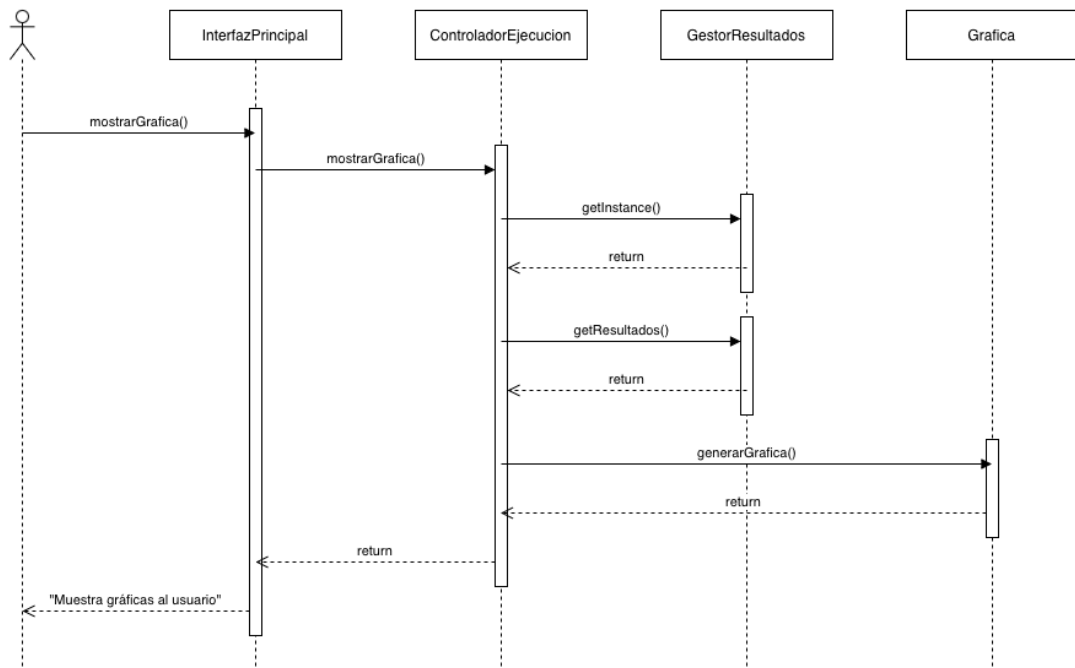 InterfazPrincipal
ControladorEjecucion
GestorResultados
Grafica
mostrarGrafica()
mostrarGrafica()
getInstance()
return
getResultados()
return
generarGrafica()
return
return
"Muestra gráficas al usuario"